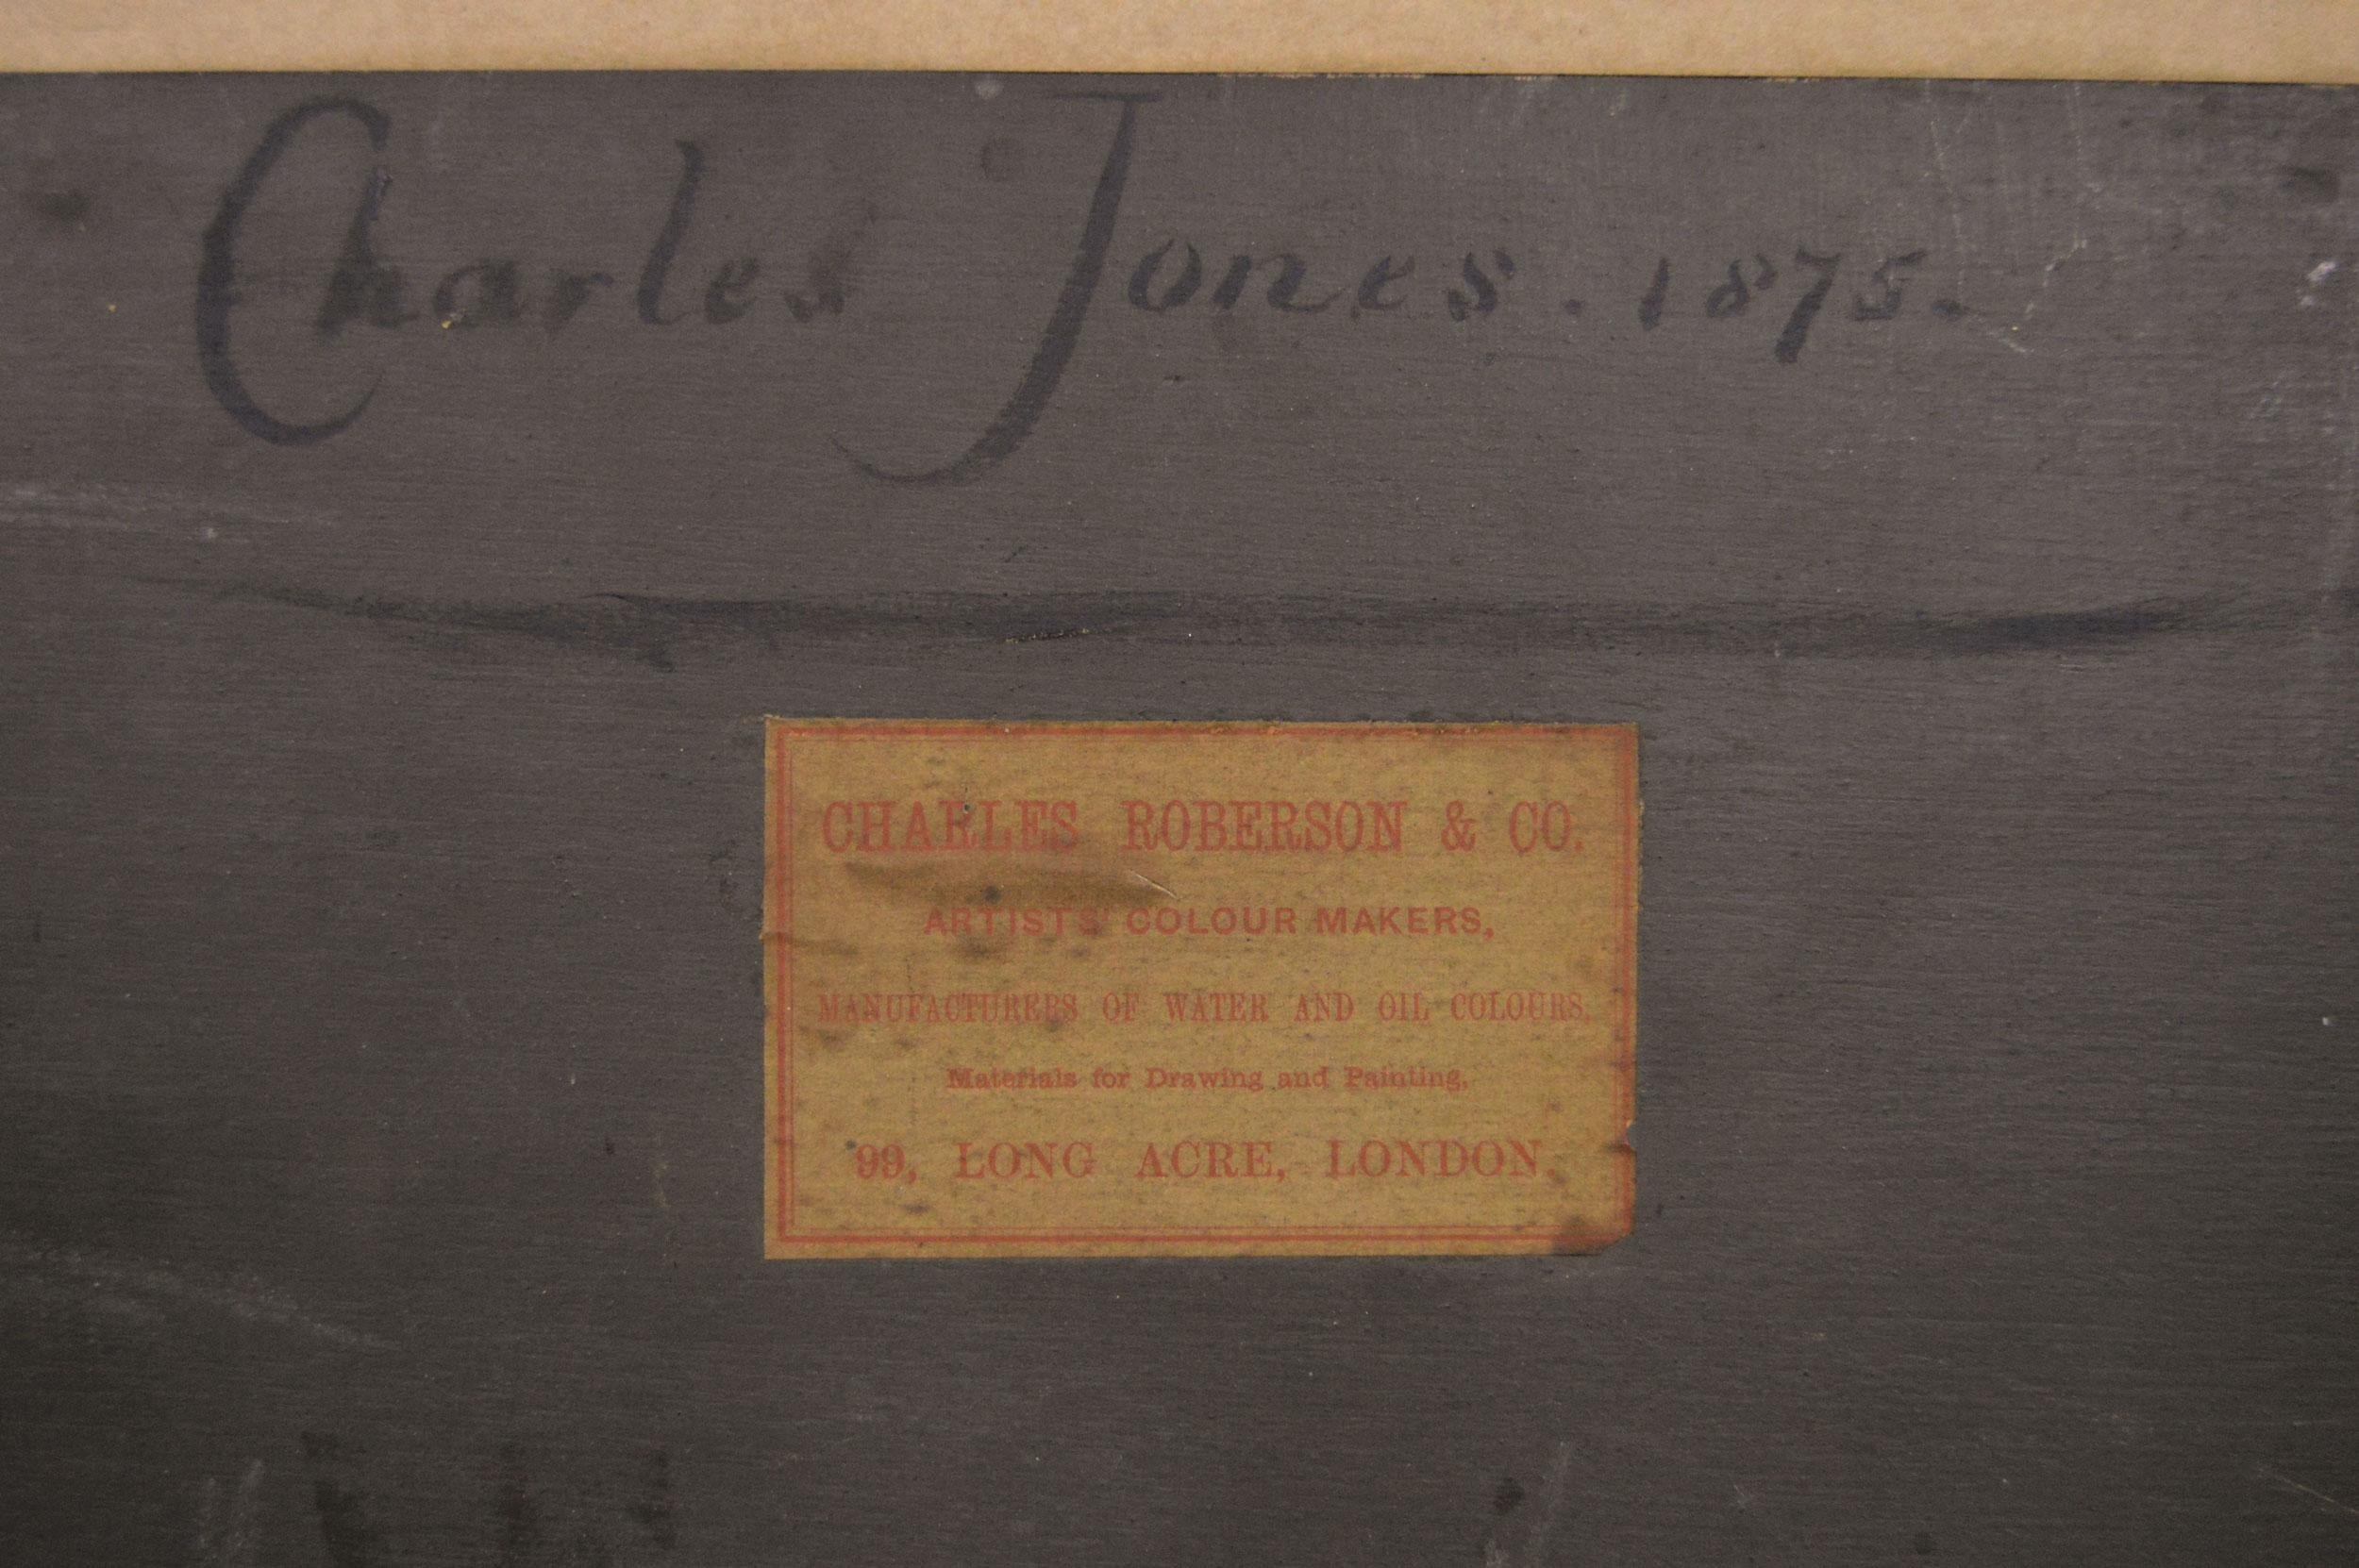 Charles Jones. 1875.
CHARLES ROBERSON & CO.
ARTISTS' COLOUR MAKERS,
MANUFACTURERS OF WATER AND OIL COLOURS,
Materials for Drawing and Painting,
99, LONG ACRE, LONDON.